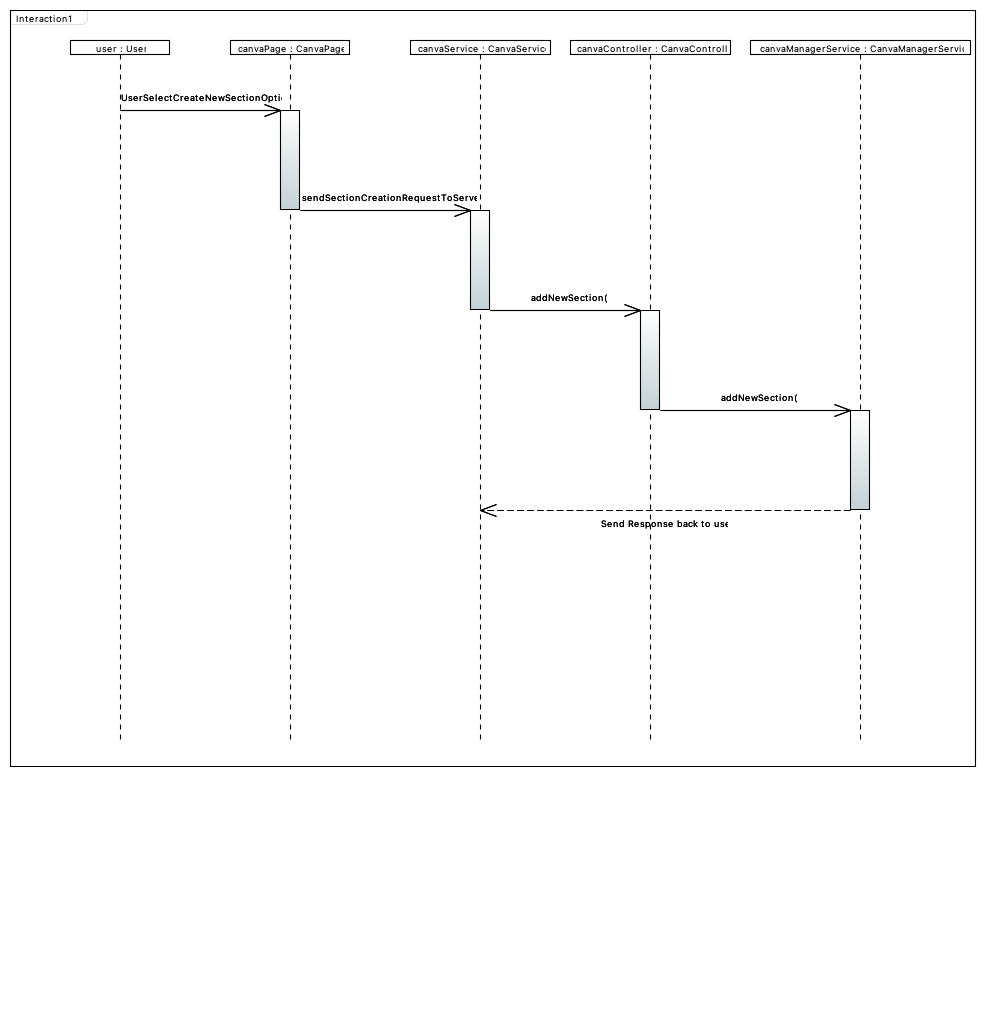 Interaction1
user : User
canvaPage : CanvaPage
canvaService : CanvaServic
canvaController : CanvaControll
canvaManagerService : CanvaManagerServic
UserSelectCreateNewSectionOpti
sendSectionCreationRequestToServe
addNewSection(
addNewSection(
Send Response back to use